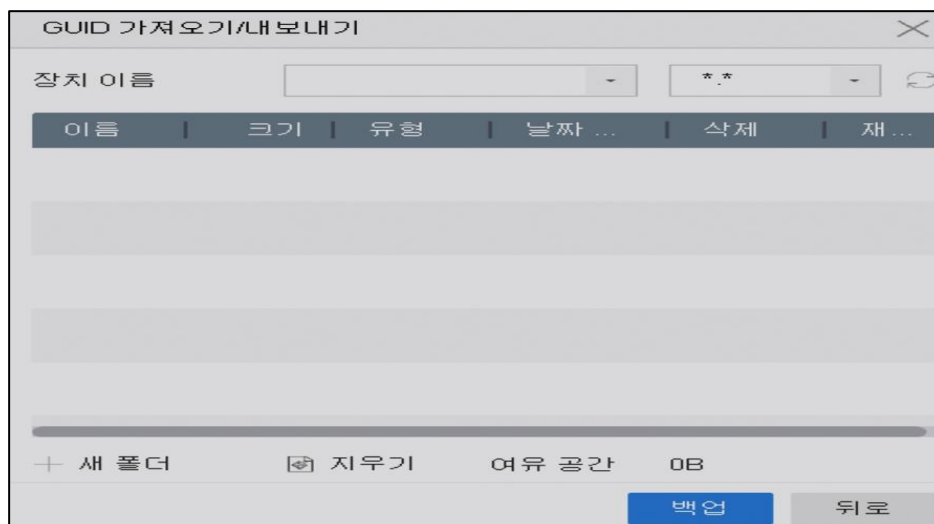 GUID 가져오기/내보내기
장치 이름 *.*
이름 크기 유형 날짜 ... 삭제 재 ...
새 폴더 지우기 여유 공간 0B
백업 뒤로